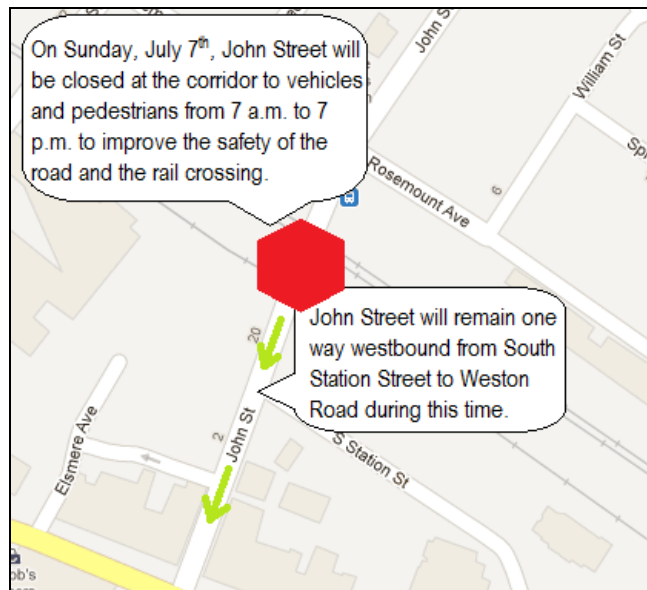 On Sunday, July 7th, John Street will
be closed at the corridor to vehicles
and pedestrians from 7 a.m. to 7
p.m. to improve the safety of the
road and the rail crossing.
John St
William St
Rosemount Ave
6
John Street will remain one
way westbound from South
Station Street to Weston
Road during this time.
20
2
John St
S Station St
Elsmere Ave
ob's